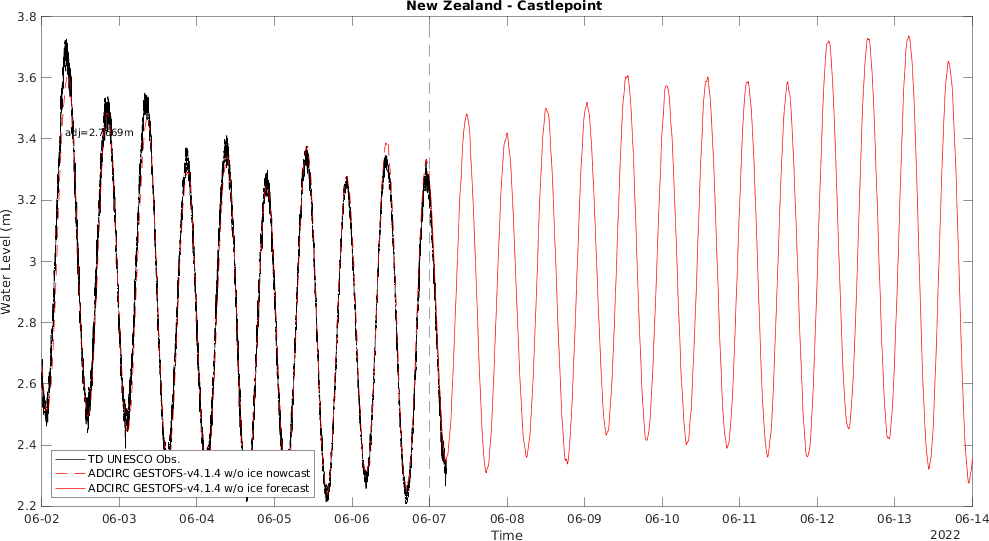 New Zealand - Castlepoint
Water Level (m)
3.8
3.6
3.4
3.2
3
2.8
2.6
2.4
2.2
TD UNESCO Obs.
ADCIRC GESTOFS-v4.1.4 w/o ice nowcast
ADCIRC GESTOFS-v4.1.4 w/o ice forecast
06-02 06-03 06-04 06-05 06-06 06-07 06-08 06-09 06-10 06-11 06-12 06-13 06-14
Time
2022